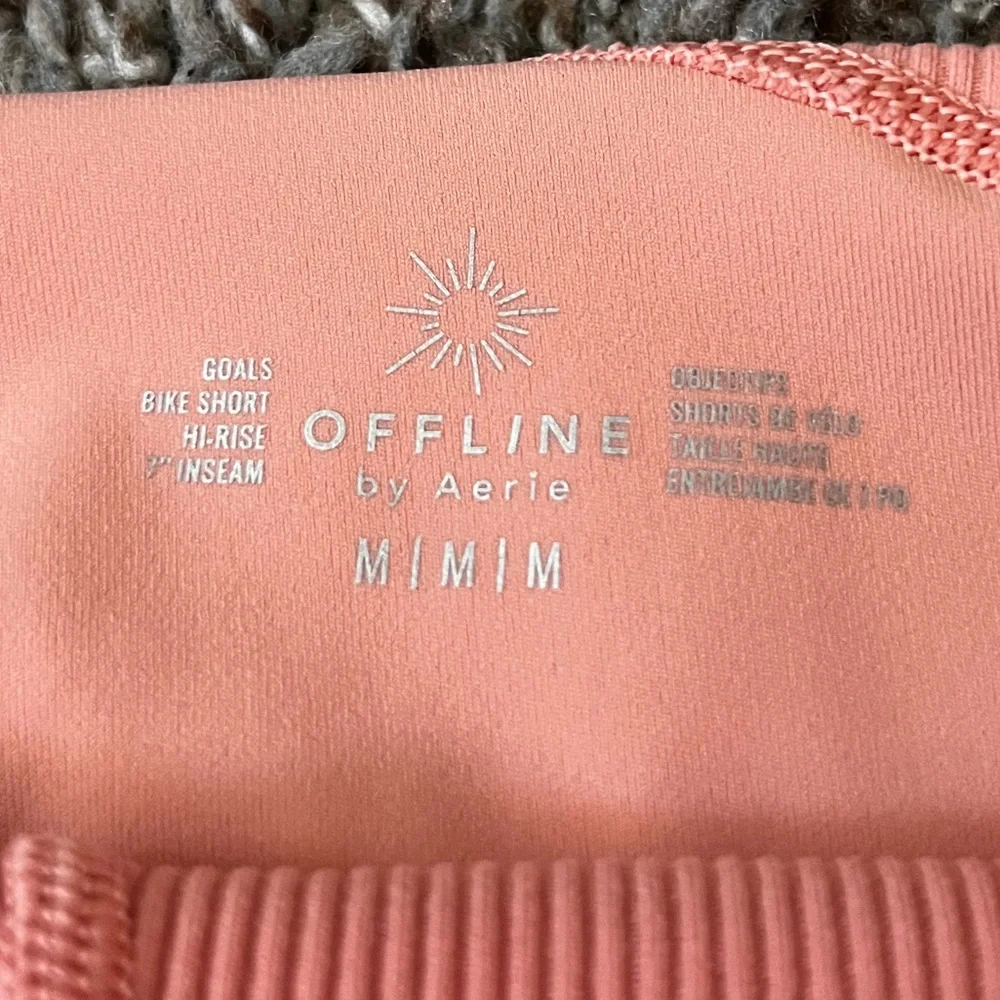 GOALS
BIKE SHORT
HI-RISE
7" INSEAM
OFFLINE
by Aerie
M|M|M
OBJECTIFS
SHORTS DE VÉLO
TAILLE HAUTE
ENTREJAMBE DE 7 PO